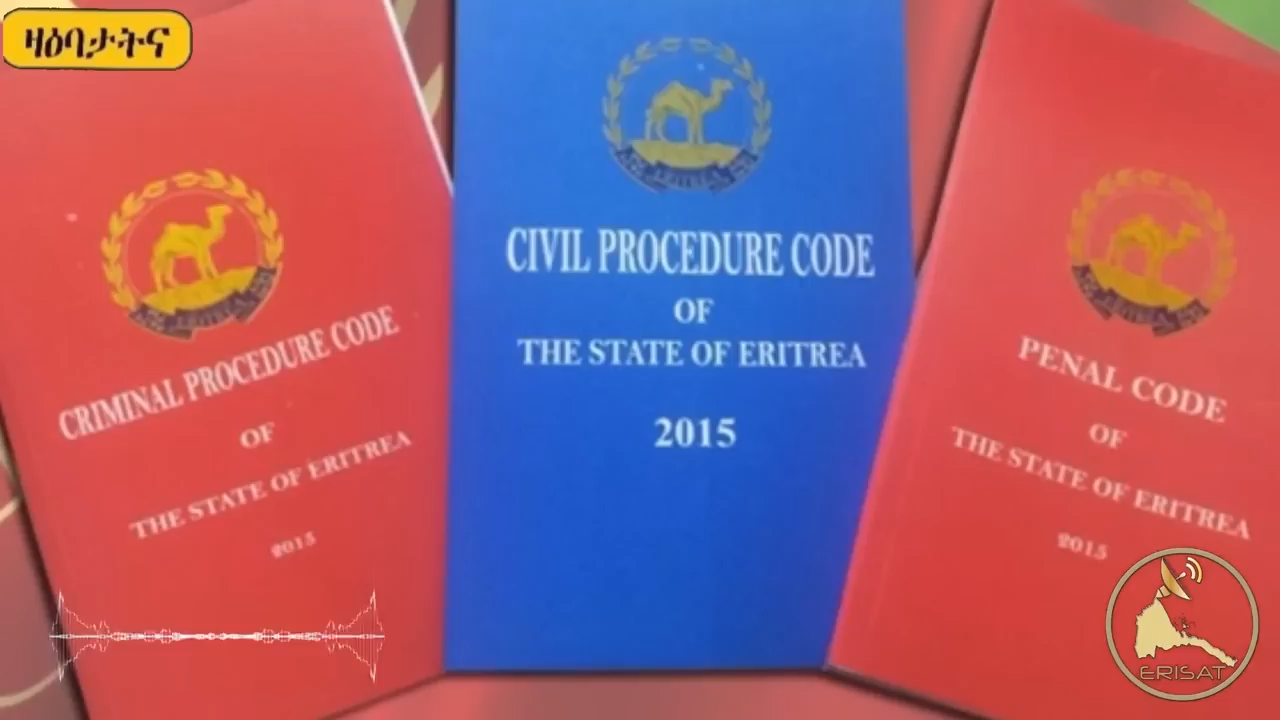 ዛዕባታትና
CRIMINAL PROCEDURE CODE
OF
THE STATE OF ERITREA
2015
ERITREA
CIVIL PROCEDURE CODE
OF
THE STATE OF ERITREA
2015
PENAL CODE
OF
THE STATE OF ERITREA
2015
ERISAT